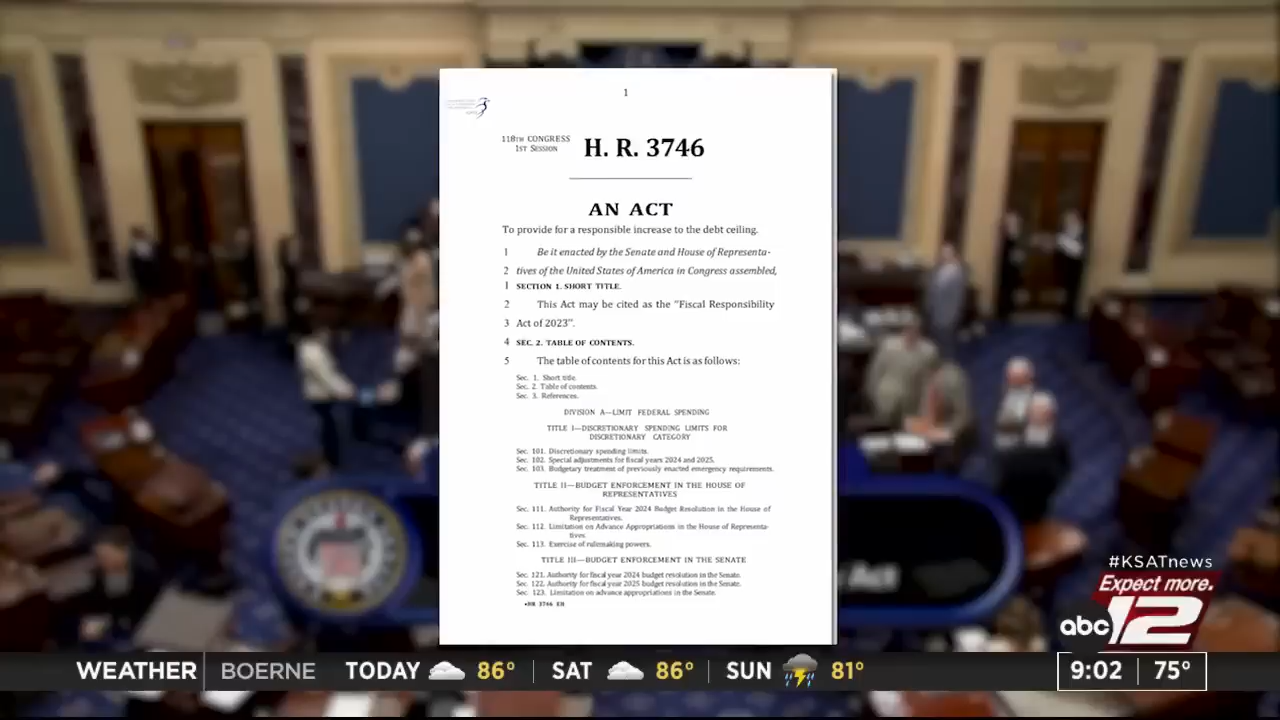 1
118TH CONGRESS
1ST SESSION
H. R. 3746
AN ACT
To provide for a responsible increase to the debt ceiling.
1 Be it enacted by the Senate and House of Representa-
2 tives of the United States of America in Congress assembled,
1 SECTION 1. SHORT TITLE.
2 This Act may be cited as the "Fiscal Responsibility
3 Act of 2023".
4 SEC. 2. TABLE OF CONTENTS.
5 The table of contents for this Act is as follows:
Sec. 1. Short title.
Sec. 2. Table of contents.
Sec. 3. References.
DIVISION A—LIMIT FEDERAL SPENDING
TITLE I—DISCRETIONARY SPENDING LIMITS FOR
DISCRETIONARY CATEGORY
Sec. 101. Discretionary spending limits.
Sec. 102. Special adjustments for fiscal years 2024 and 2025.
Sec. 103. Budgetary treatment of previously enacted emergency requirements.
TITLE II—BUDGET ENFORCEMENT IN THE HOUSE OF
REPRESENTATIVES
Sec. 111. Authority for Fiscal Year 2024 Budget Resolution in the House of
Representatives.
Sec. 112. Limitation on Advance Appropriations in the House of Representa-
tives.
Sec. 113. Exercise of rulemaking powers.
TITLE III—BUDGET ENFORCEMENT IN THE SENATE
Sec. 121. Authority for fiscal year 2024 budget resolution in the Senate.
Sec. 122. Authority for fiscal year 2025 budget resolution in the Senate.
Sec. 123. Limitation on advance appropriations in the Senate.
•HR 3746 EH
Act
#KSATnews
Expect more.
abc 12
WEATHER BOERNE TODAY 86° SAT 86° SUN 81° 9:02 75°